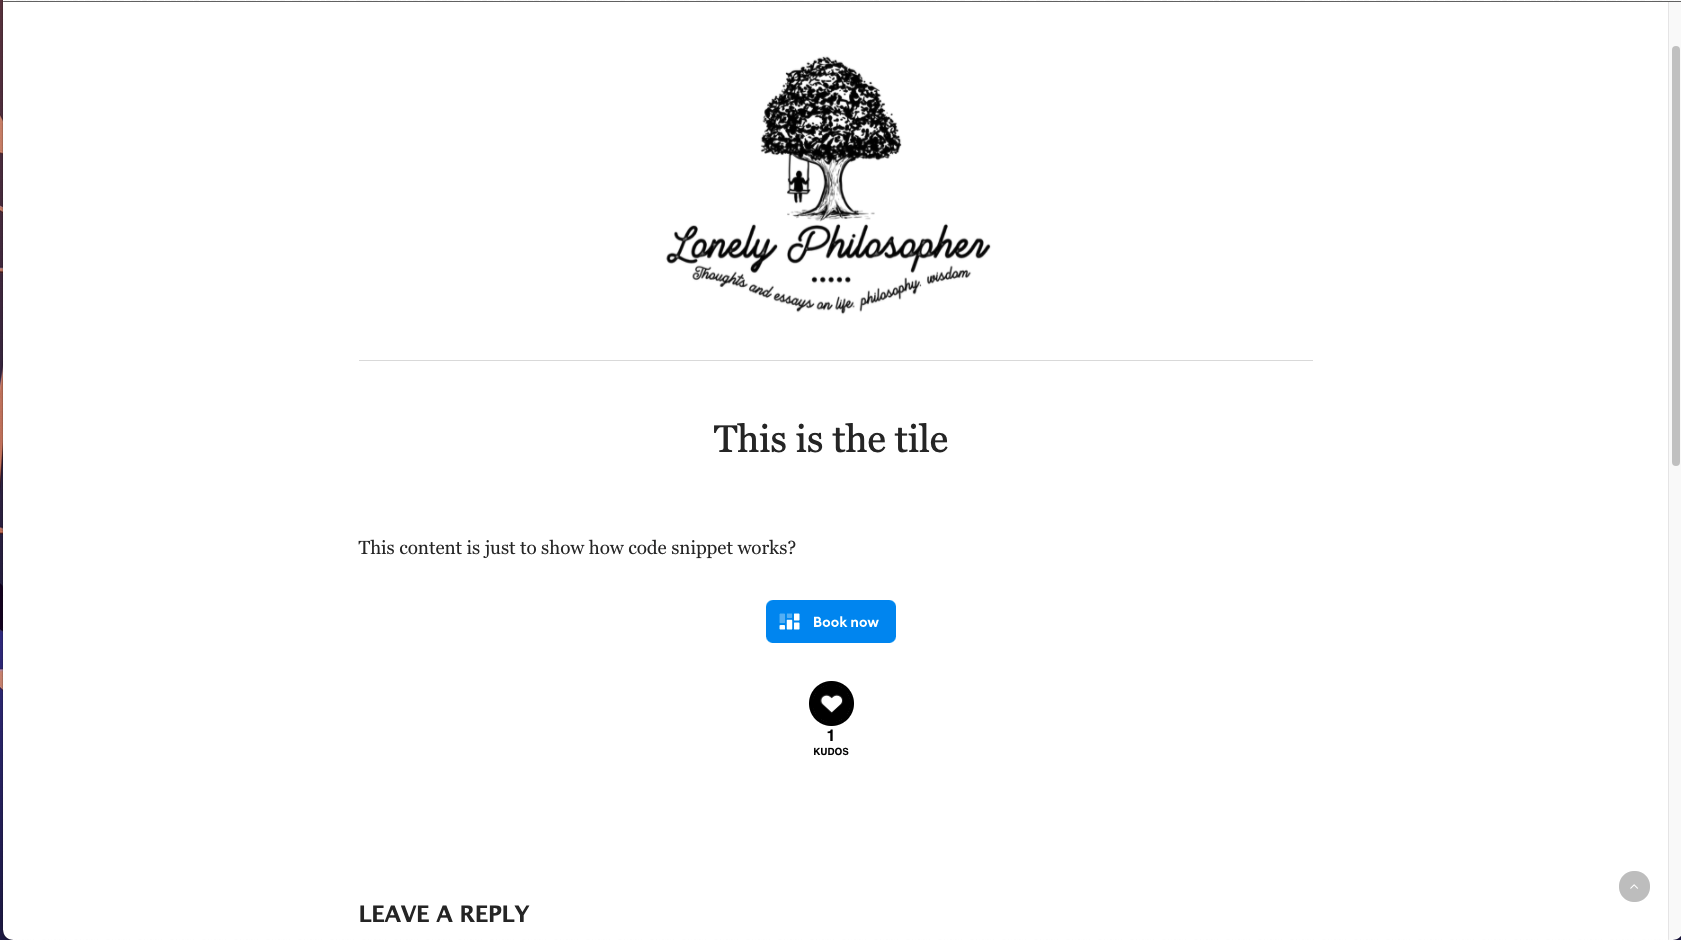 Lonely Philosopher
Thoughts and essays on life, philosophy, wisdom
This is the tile
This content is just to show how code snippet works?
Book now
1
KUDOS
LEAVE A REPLY